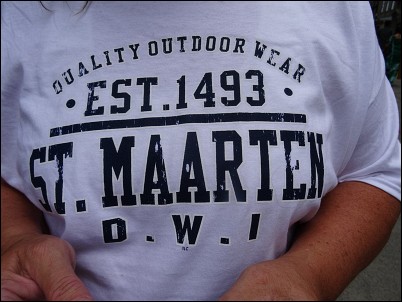 QUALITY OUTDOOR WEAR
• EST.1493 •
ST. MAARTEN
D.W.I